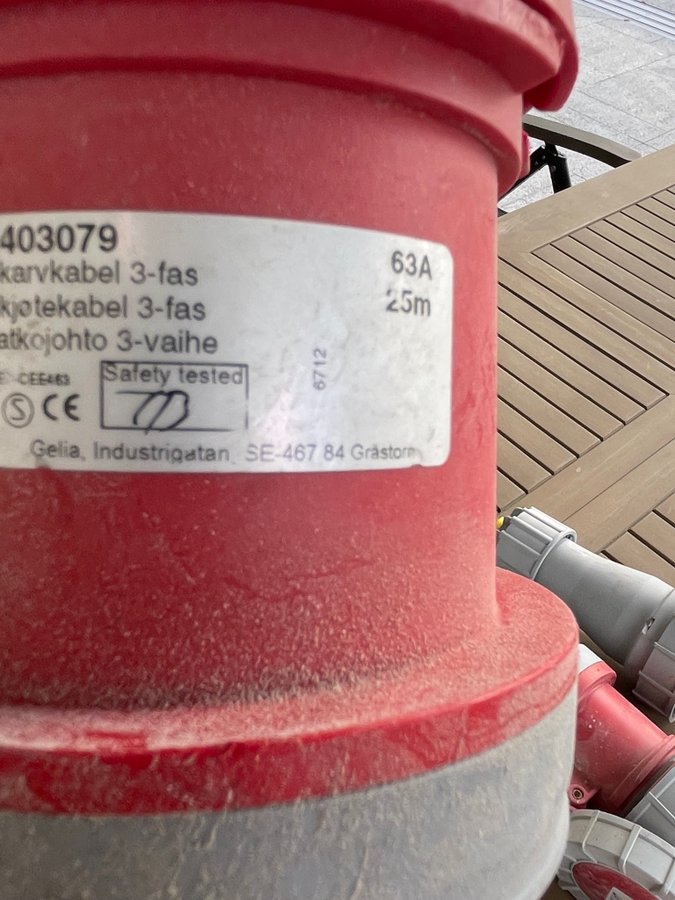 403079
karvkabel 3-fas 63A
kjøtekabel 3-fas 25m
atkojohto 3-vaihe
CEE463
Safety tested
S CE
6712
Gelia, Industrigatan, SE-467 84 Grästorp